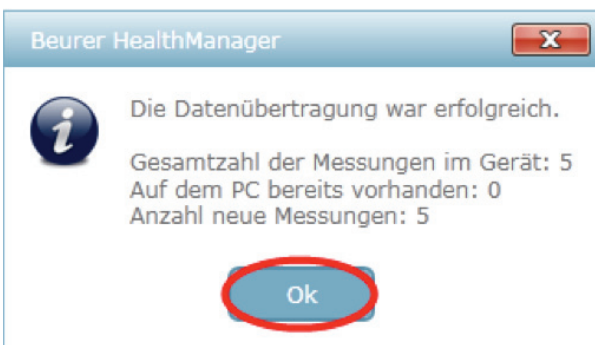 Beurer HealthManager
Die Datenübertragung war erfolgreich.
Gesamtzahl der Messungen im Gerät: 5
Auf dem PC bereits vorhanden: 0
Anzahl neue Messungen: 5
Ok